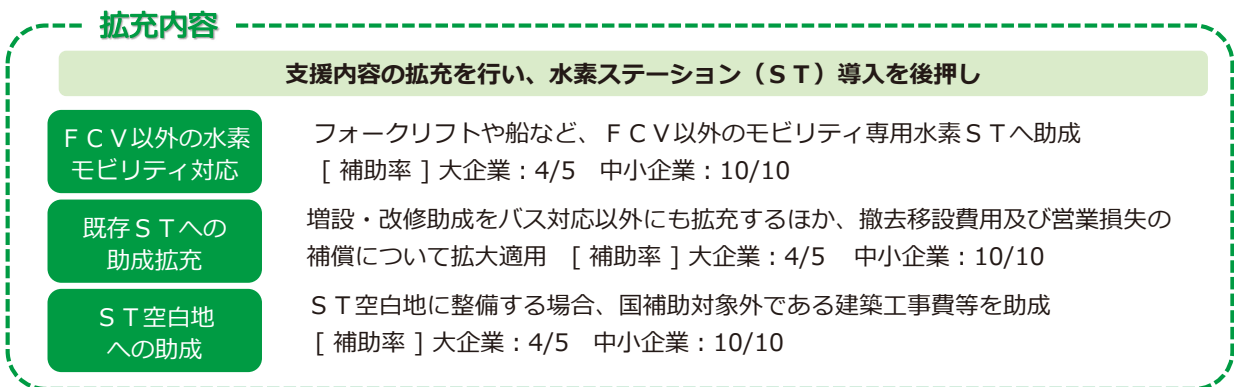 拡充内容
支援内容の拡充を行い、水素ステーション（ＳＴ）導入を後押し
ＦＣＶ以外の水素
モビリティ対応
フォークリフトや船など、ＦＣＶ以外のモビリティ専用水素ＳＴへ助成
［ 補助率 ］大企業：4/5　中小企業：10/10
既存ＳＴへの
助成拡充
増設・改修助成をバス対応以外にも拡充するほか、撤去移設費用及び営業損失の
補償について拡大適用　［ 補助率 ］大企業：4/5　中小企業：10/10
ＳＴ空白地
への助成
ＳＴ空白地に整備する場合、国補助対象外である建築工事費等を助成
［ 補助率 ］大企業：4/5　中小企業：10/10